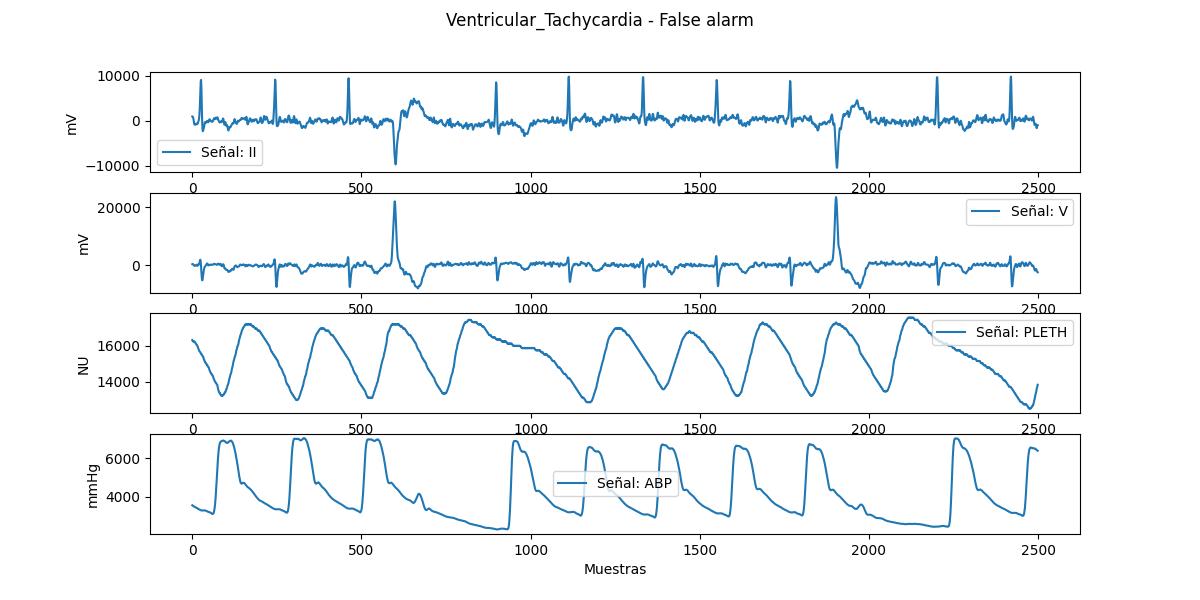 Ventricular_Tachycardia - False alarm
10000
0
−10000
mV
Señal: II
0 500 1000 1500 2000 2500
20000
0
mV
Señal: V
0 500 1000 1500 2000 2500
16000
14000
NU
Señal: PLETH
0 500 1000 1500 2000 2500
6000
4000
mmHg
Señal: ABP
0 500 1000 1500 2000 2500
Muestras